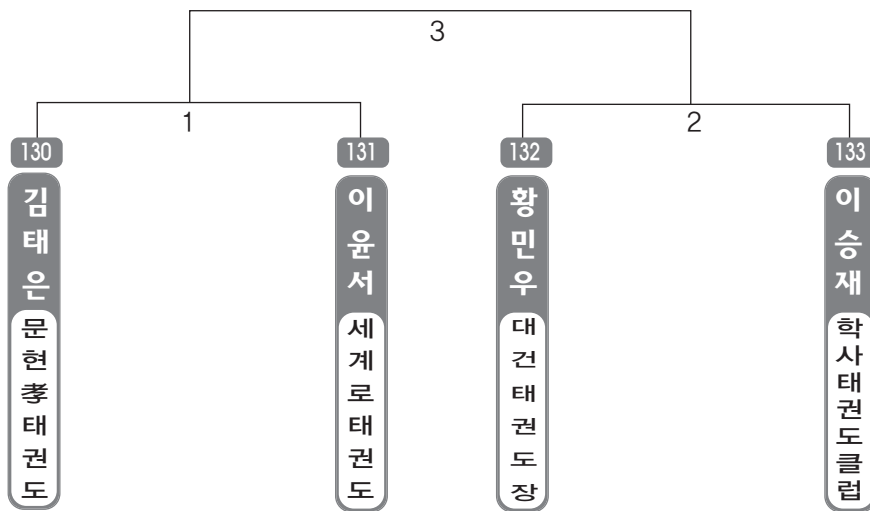 3
1
2
130
131
132
133
김태은
이윤서
황민우
이승재
문현孝태권도
세계로태권도
대건태권도장
학사태권도클럽